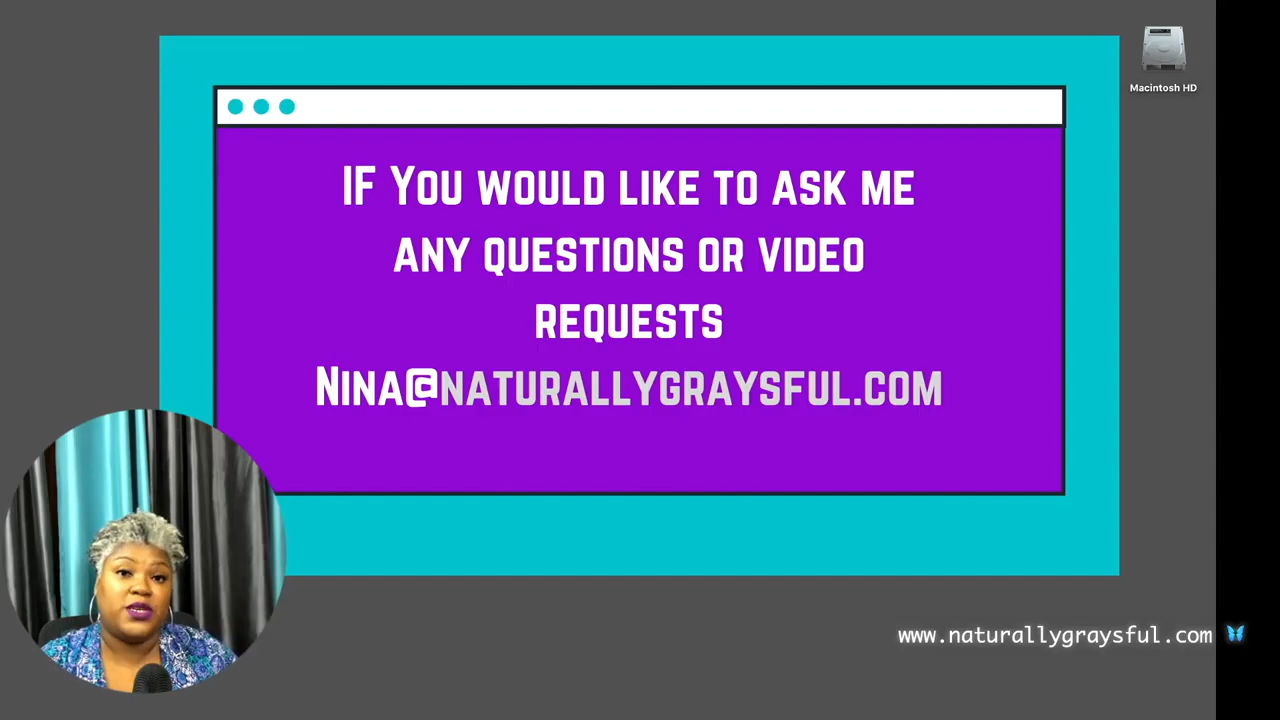 IF YOU WOULD LIKE TO ASK ME
ANY QUESTIONS OR VIDEO
REQUESTS
NINA@NATURALLYGRAYSFUL.COM
Macintosh HD
www.naturallygraysful.com